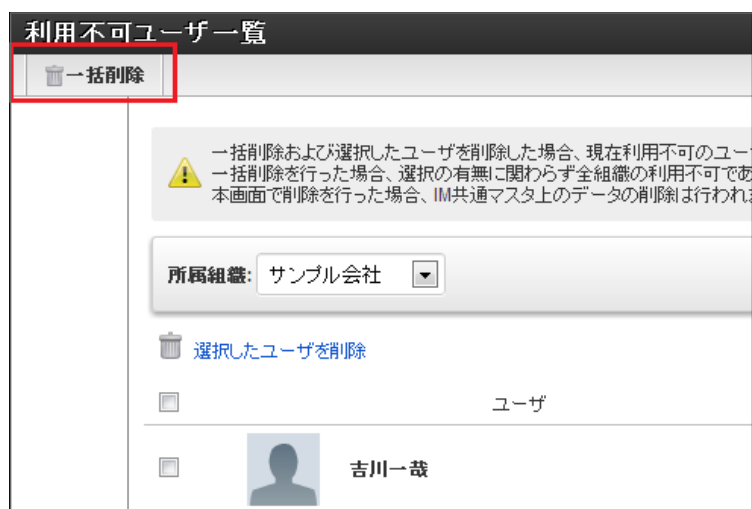 利用不可ユーザ一覧
一括削除
一括削除および選択したユーザを削除した場合、現在利用不可のユー
一括削除を行った場合、選択の有無に関わらず全組織の利用不可であ
本画面で削除を行った場合、IM共通マスタ上のデータの削除は行われ
所属組織: サンプル会社
選択したユーザを削除
ユーザ
吉川一哉